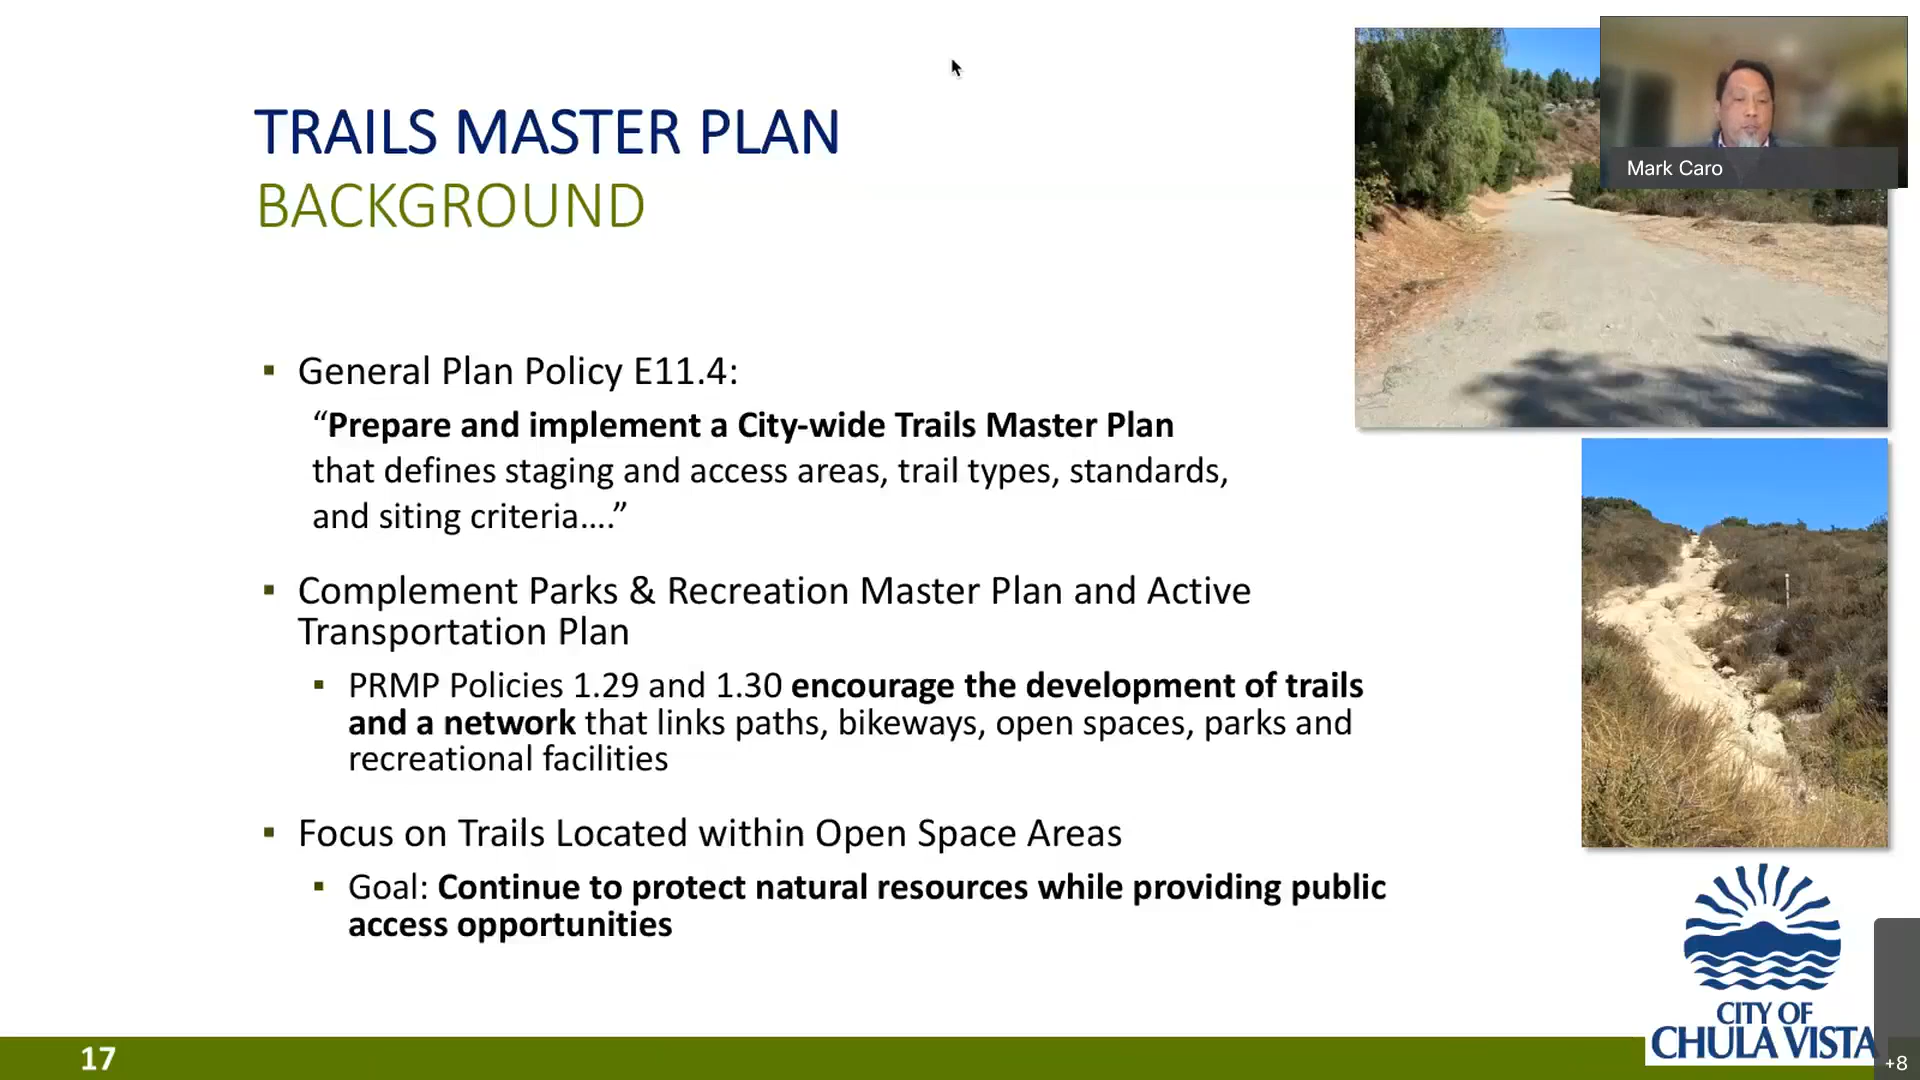 TRAILS MASTER PLAN
BACKGROUND
▪ General Plan Policy E11.4:
“Prepare and implement a City-wide Trails Master Plan
that defines staging and access areas, trail types, standards,
and siting criteria....”
▪ Complement Parks & Recreation Master Plan and Active
Transportation Plan
▪ PRMP Policies 1.29 and 1.30 encourage the development of trails
and a network that links paths, bikeways, open spaces, parks and
recreational facilities
▪ Focus on Trails Located within Open Space Areas
▪ Goal: Continue to protect natural resources while providing public
access opportunities
Mark Caro
CITY OF
CHULA VISTA
17
+8